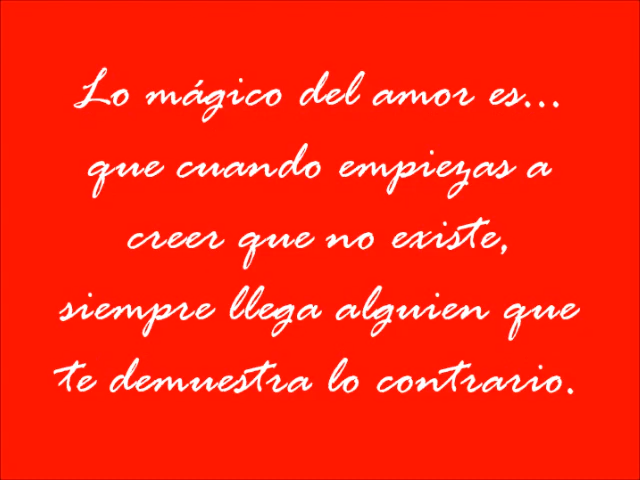 Lo mágico del amor es...
que cuando empiezas a
creer que no existe,
siempre llega alguien que
te demuestra lo contrario.